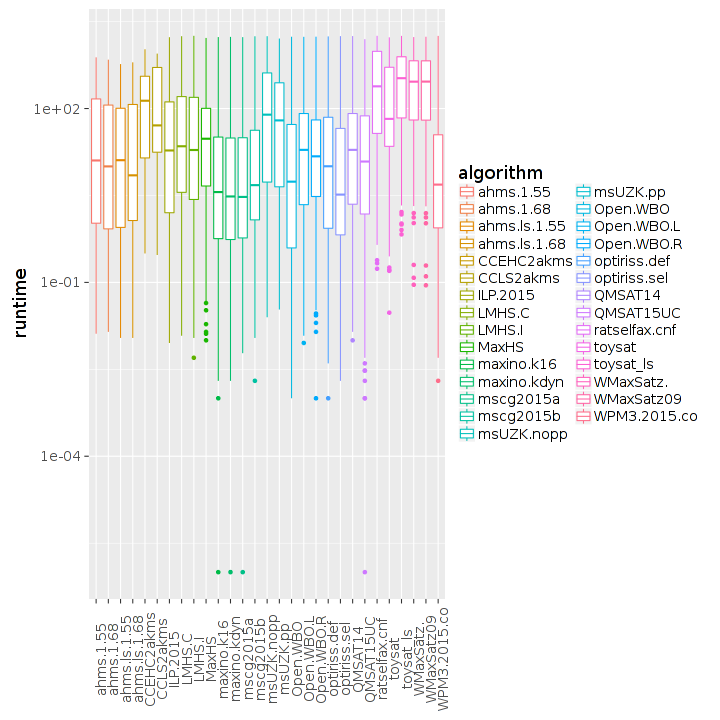 1e+02
1e-01
1e-04
runtime
ahms.1.55
ahms.1.68
ahms.ls.1.55
ahms.ls.1.68
CCEHC2akms
CCLS2akms
ILP.2015
LMHS.C
LMHS.I
MaxHS
maxino.k16
maxino.kdyn
mscg2015a
mscg2015b
msUZK.nopp
msUZK.pp
Open.WBO
Open.WBO.L
Open.WBO.R
optiriss.def
optiriss.sel
QMSAT14
QMSAT15UC
ratselfax.cnf
toysat
toysat_ls
WMaxSatz.
WMaxSatz09
WPM3.2015.co
algorithm
ahms.1.55
ahms.1.68
ahms.ls.1.55
ahms.ls.1.68
CCEHC2akms
CCLS2akms
ILP.2015
LMHS.C
LMHS.I
MaxHS
maxino.k16
maxino.kdyn
mscg2015a
mscg2015b
msUZK.nopp
msUZK.pp
Open.WBO
Open.WBO.L
Open.WBO.R
optiriss.def
optiriss.sel
QMSAT14
QMSAT15UC
ratselfax.cnf
toysat
toysat_ls
WMaxSatz.
WMaxSatz09
WPM3.2015.co